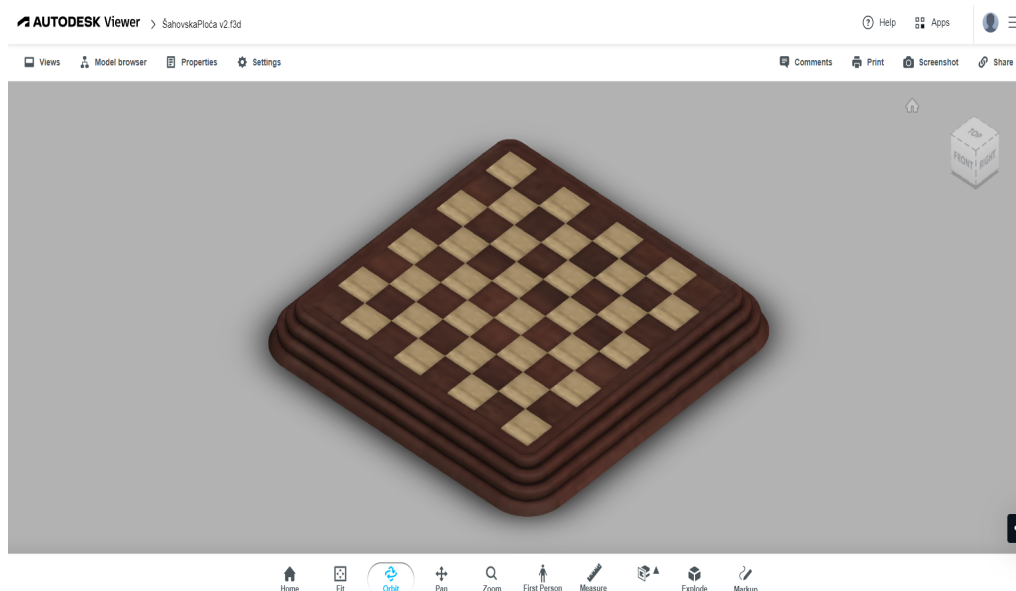 AUTODESK Viewer > ŠahovskaPloča v2.f3d
Help Apps
Views Model browser Properties Settings
Comments Print Screenshot Share
TOP
FRONT RIGHT
Home Fit Orbit Pan Zoom First Person Measure Explode Markup